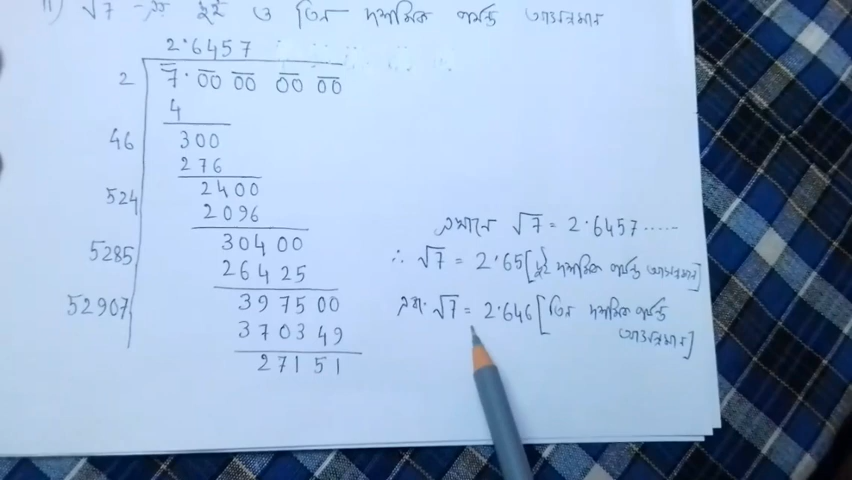 ii) √7 -এর দুই ও তিন দশমিক পর্যন্ত আসন্নমান
2.6457
2 7.00 00 00 00
4
46 300
276
524 2400
2096
5285 30400
26425
52907 397500
370349
27151
এখানে √7 = 2.6457.....
∴ √7 = 2.65 [দুই দশমিক পর্যন্ত আসন্নমান]
এবং √7 = 2.646 [তিন দশমিক পর্যন্ত
আসন্নমান]